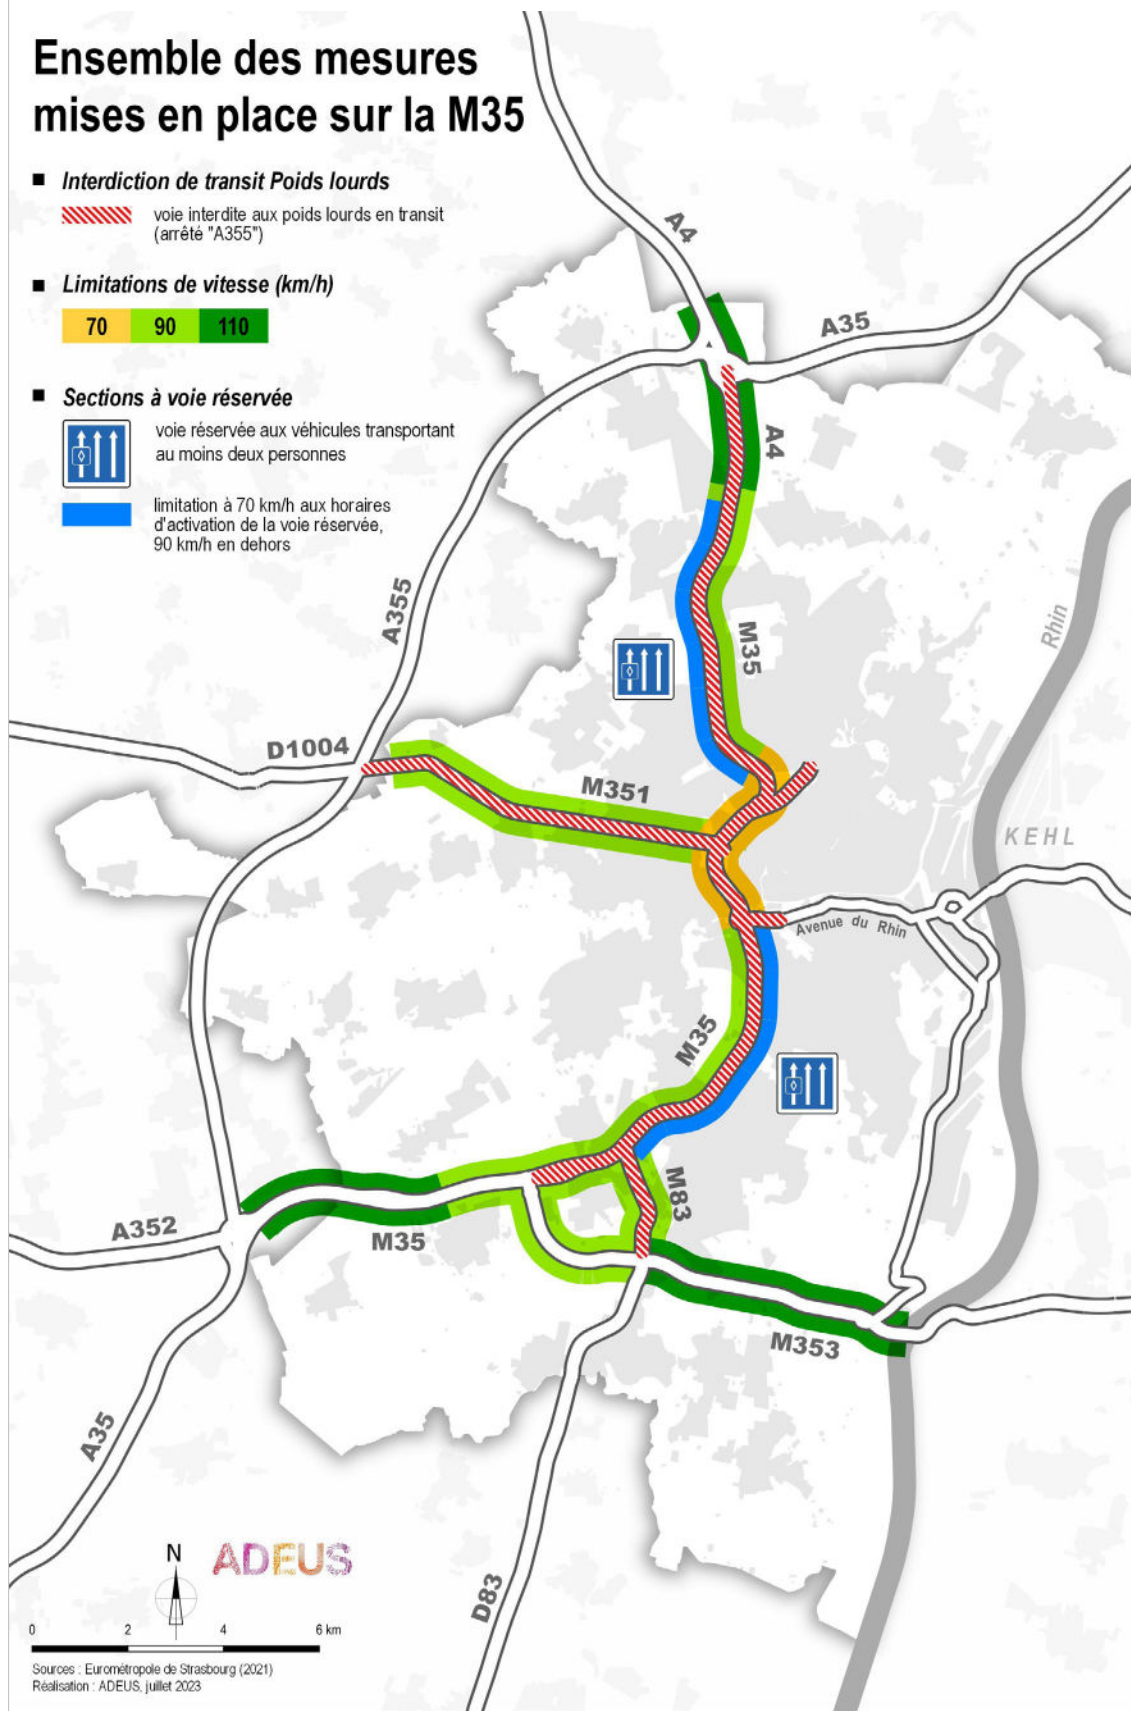 Ensemble des mesures
mises en place sur la M35
Interdiction de transit Poids lourds
voie interdite aux poids lourds en transit
(arrêté "A355")
Limitations de vitesse (km/h)
70 90 110
Sections à voie réservée
voie réservée aux véhicules transportant
au moins deux personnes
limitation à 70 km/h aux horaires
d'activation de la voie réservée,
90 km/h en dehors
A4
A35
A4
A355
Rhin
M35
D1004
M351
KEHL
Avenue du Rhin
M35
M83
A352
M35
M353
A35
D83
N
ADEUS
0 2 4 6 km
Sources : Eurométropole de Strasbourg (2021)
Réalisation : ADEUS, juillet 2023